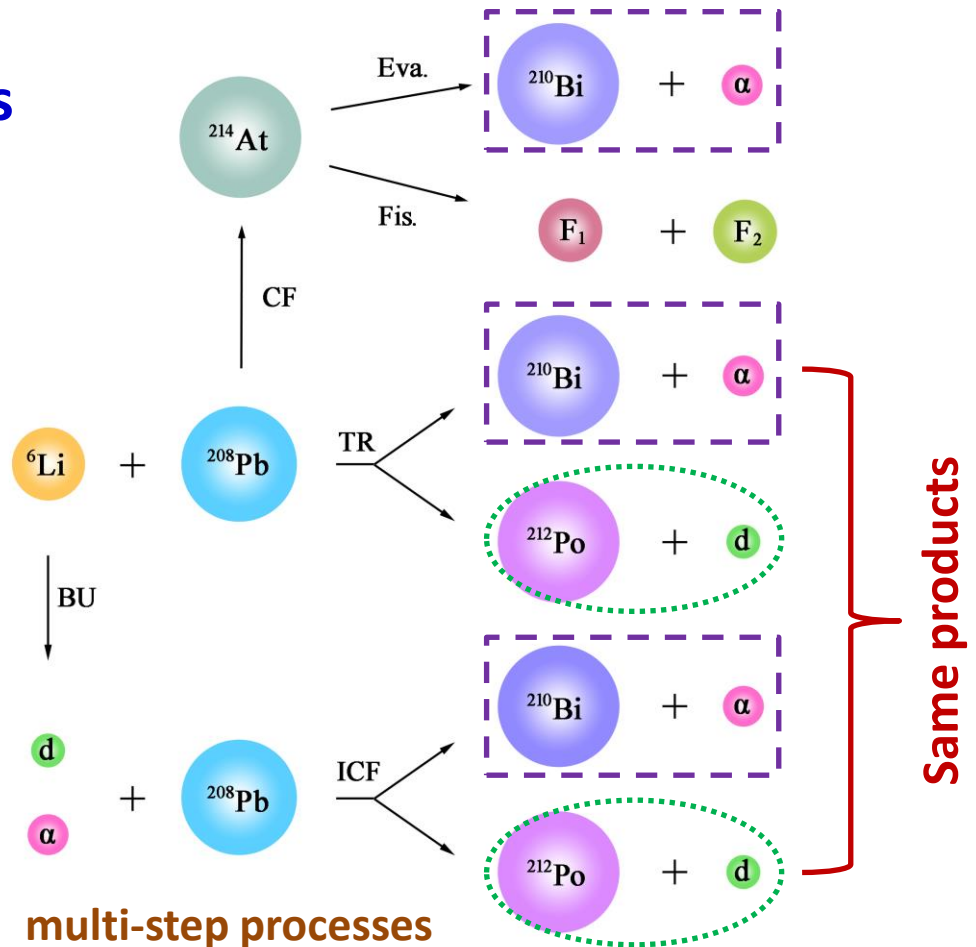 s
Eva.
²¹⁰Bi + α
²¹⁴At
Fis.
F₁ + F₂
CF
²¹⁰Bi + α
TR
⁶Li + ²⁰⁸Pb
²¹²Po + d
BU
Same products
²¹⁰Bi + α
d
ICF
+ ²⁰⁸Pb
α
²¹²Po + d
multi-step processes